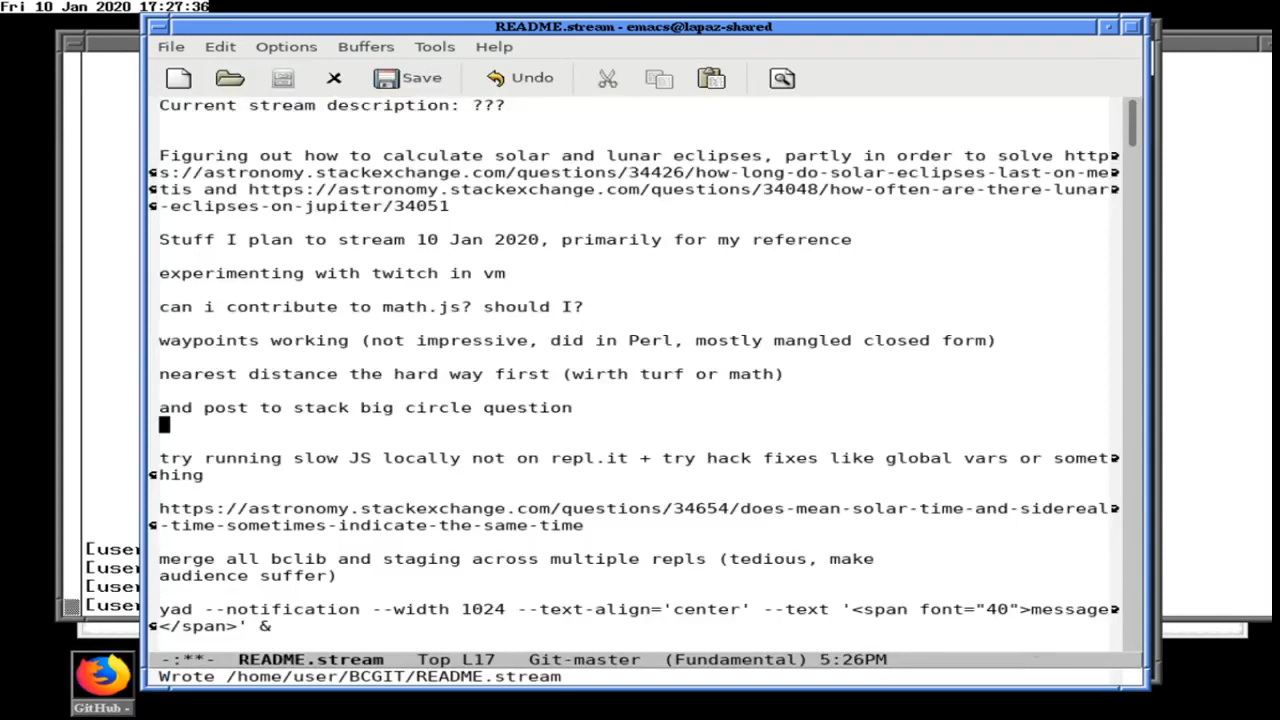 Fri 10 Jan 2020 17:27:36
README.stream - emacs@lapaz-shared
File Edit Options Buffers Tools Help
Save Undo
Current stream description: ???
Figuring out how to calculate solar and lunar eclipses, partly in order to solve http
s://astronomy.stackexchange.com/questions/34426/how-long-do-solar-eclipses-last-on-me
tis and https://astronomy.stackexchange.com/questions/34048/how-often-are-there-lunar
-eclipses-on-jupiter/34051
Stuff I plan to stream 10 Jan 2020, primarily for my reference
experimenting with twitch in vm
can i contribute to math.js? should I?
waypoints working (not impressive, did in Perl, mostly mangled closed form)
nearest distance the hard way first (wirth turf or math)
and post to stack big circle question
try running slow JS locally not on repl.it + try hack fixes like global vars or somet
hing
https://astronomy.stackexchange.com/questions/34654/does-mean-solar-time-and-sidereal
-time-sometimes-indicate-the-same-time
merge all bclib and staging across multiple repls (tedious, make
audience suffer)
yad --notification --width 1024 --text-align='center' --text '<span font="40">message
</span>' &
[user
[user
[user
[user
-:**- README.stream Top L17 Git-master (Fundamental) 5:26PM
Wrote /home/user/BCGIT/README.stream
GitHub -